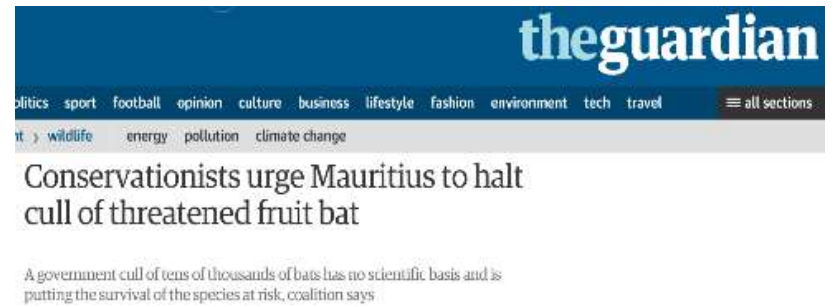 theguardian
olitics sport football opinion culture business lifestyle fashion environment tech travel ≡ all sections
nt › wildlife energy pollution climate change
Conservationists urge Mauritius to halt
cull of threatened fruit bat
A government cull of tens of thousands of bats has no scientific basis and is
putting the survival of the species at risk, coalition says